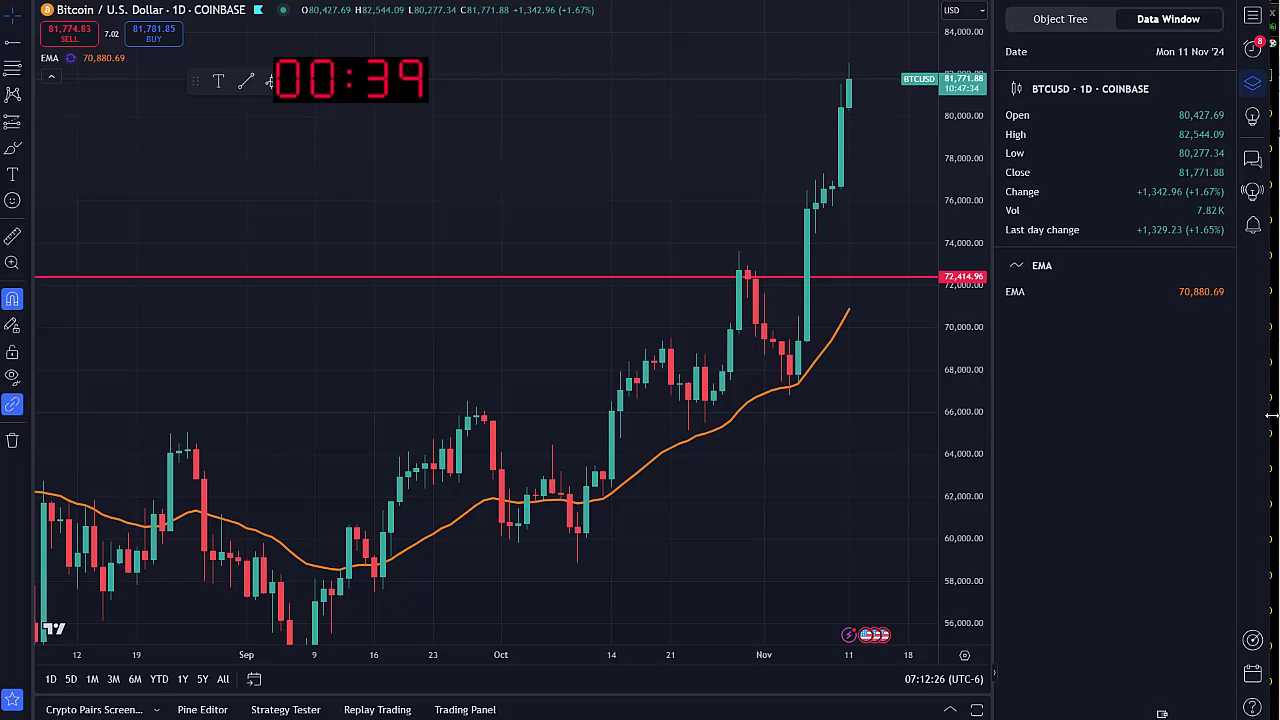 Bitcoin / U.S. Dollar · 1D · COINBASE O80,427.69 H82,544.09 L80,277.34 C81,771.88 +1,342.96 (+1.67%)
81,774.83 SELL
7.02
81,781.85 BUY
EMA 70,880.69
00:39
USD
84,000.00
BTCUSD 81,771.88
10:47:34
80,000.00
78,000.00
76,000.00
74,000.00
72,414.96
72,000.00
70,000.00
68,000.00
66,000.00
64,000.00
62,000.00
60,000.00
58,000.00
56,000.00
12 19 Sep 9 16 23 Oct 14 21 Nov 11 18
1D 5D 1M 3M 6M YTD 1Y 5Y All
07:12:26 (UTC-6)
Crypto Pairs Screen... Pine Editor Strategy Tester Replay Trading Trading Panel
Object Tree Data Window
Date Mon 11 Nov '24
BTCUSD · 1D · COINBASE
Open 80,427.69
High 82,544.09
Low 80,277.34
Close 81,771.88
Change +1,342.96 (+1.67%)
Vol 7.82K
Last day change +1,329.23 (+1.65%)
EMA
EMA 70,880.69
8